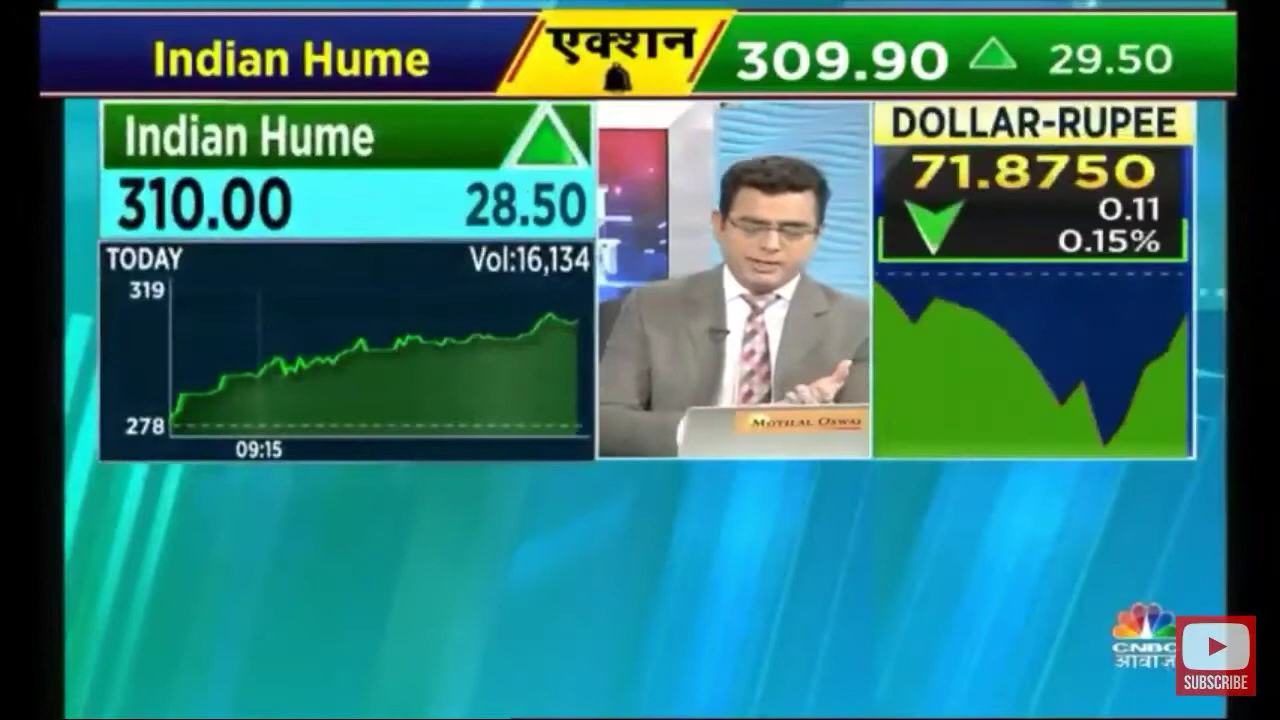 Indian Hume
एक्शन
309.90
29.50
Indian Hume
310.00
28.50
TODAY
Vol:16,134
319
278
09:15
MOTILAL OSWAL
DOLLAR-RUPEE
71.8750
0.11
0.15%
CNBC
आवाज़
SUBSCRIBE